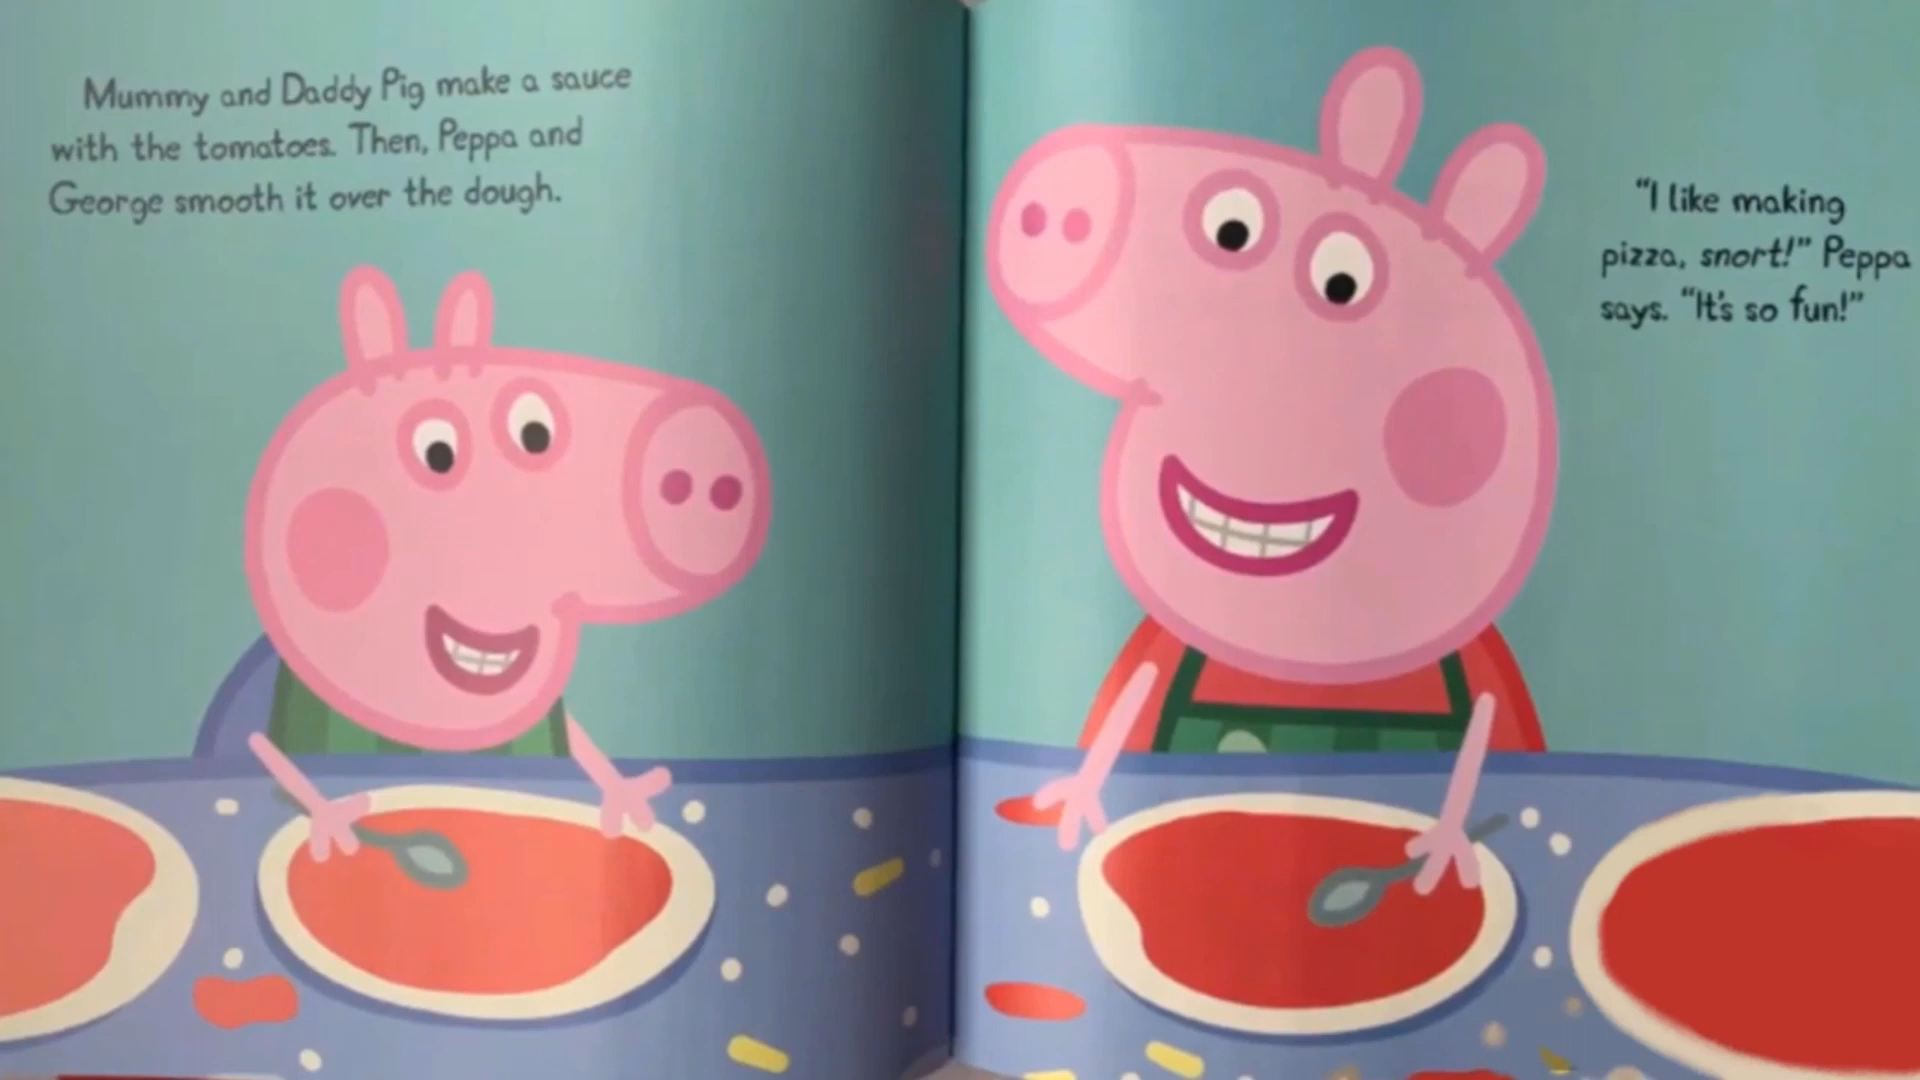 Mummy and Daddy Pig make a sauce
with the tomatoes. Then, Peppa and
George smooth it over the dough.
“I like making
pizza, snort!” Peppa
says. “It's so fun!”